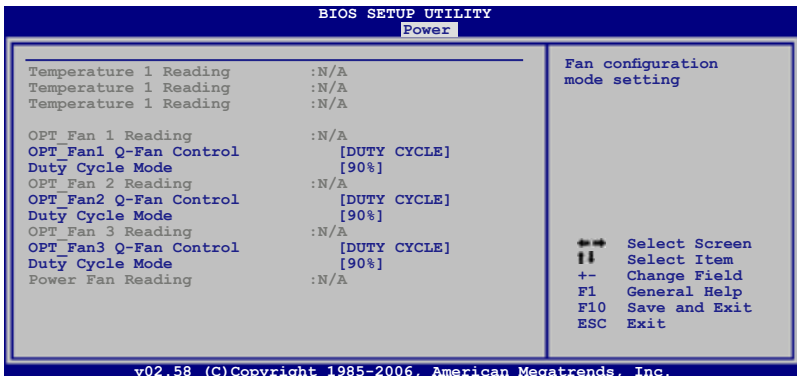 BIOS SETUP UTILITY
Power
Temperature 1 Reading :N/A
Temperature 1 Reading :N/A
Temperature 1 Reading :N/A
OPT_Fan 1 Reading :N/A
OPT_Fan1 Q-Fan Control [DUTY CYCLE]
Duty Cycle Mode [90%]
OPT_Fan 2 Reading :N/A
OPT_Fan2 Q-Fan Control [DUTY CYCLE]
Duty Cycle Mode [90%]
OPT_Fan 3 Reading :N/A
OPT_Fan3 Q-Fan Control [DUTY CYCLE]
Duty Cycle Mode [90%]
Power Fan Reading :N/A
Fan configuration
mode setting
←→ Select Screen
↑↓ Select Item
+- Change Field
F1 General Help
F10 Save and Exit
ESC Exit
v02.58 (C)Copyright 1985-2006, American Megatrends, Inc.